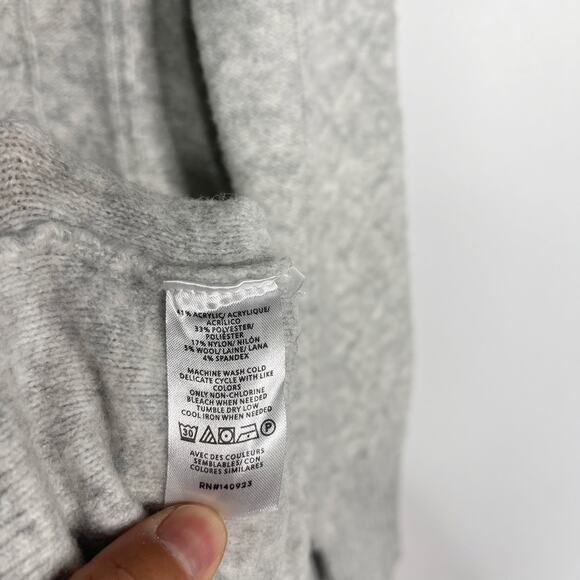 41% ACRYLIC/ ACRYLIQUE/
ACRÍLICO
33% POLYESTER/
POLIÉSTER
17% NYLON/ NILÓN
5% WOOL/ LAINE/ LANA
4% SPANDEX
MACHINE WASH COLD
DELICATE CYCLE WITH LIKE
COLORS
ONLY NON-CHLORINE
BLEACH WHEN NEEDED
TUMBLE DRY LOW
COOL IRON WHEN NEEDED
30 P
AVEC DES COULEURS
SEMBLABLES/ CON
COLORES SIMILARES
RN#140923